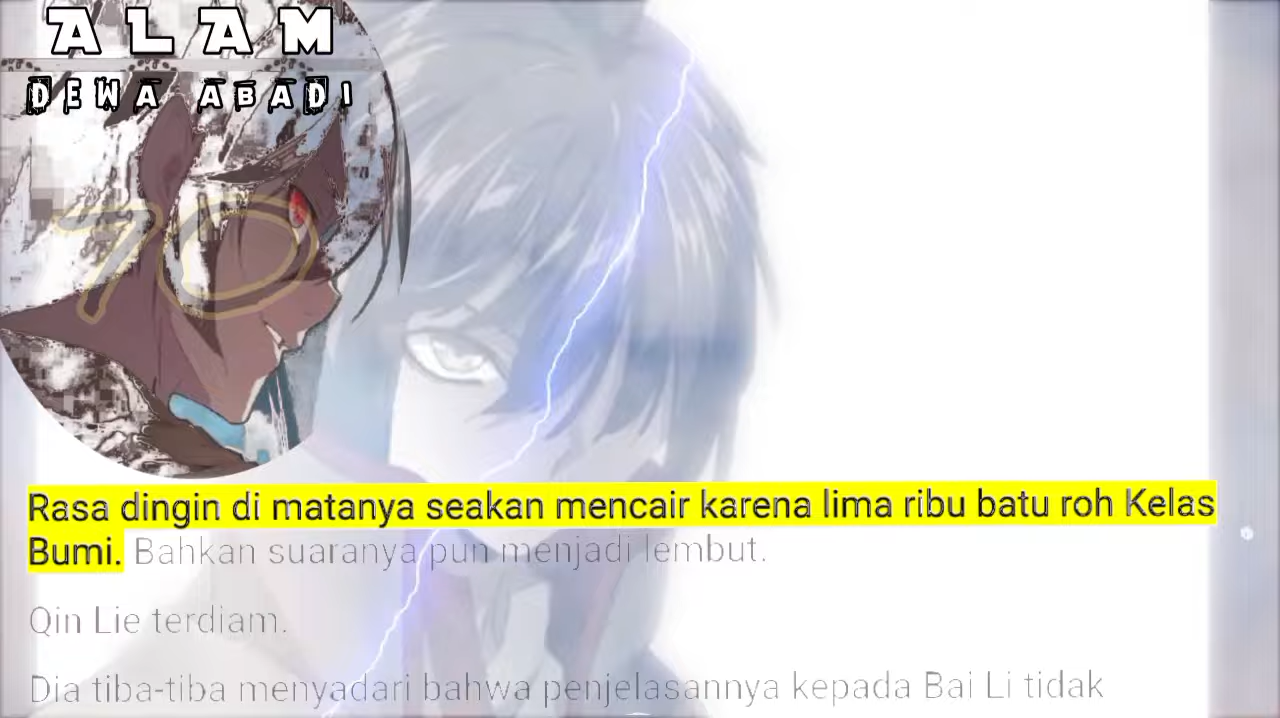 ALAM
DEWA ABADI
70
Rasa dingin di matanya seakan mencair karena lima ribu batu roh Kelas
Bumi. Bahkan suaranya pun menjadi lembut.
Qin Lie terdiam.
Dia tiba-tiba menyadari bahwa penjelasannya kepada Bai Li tidak